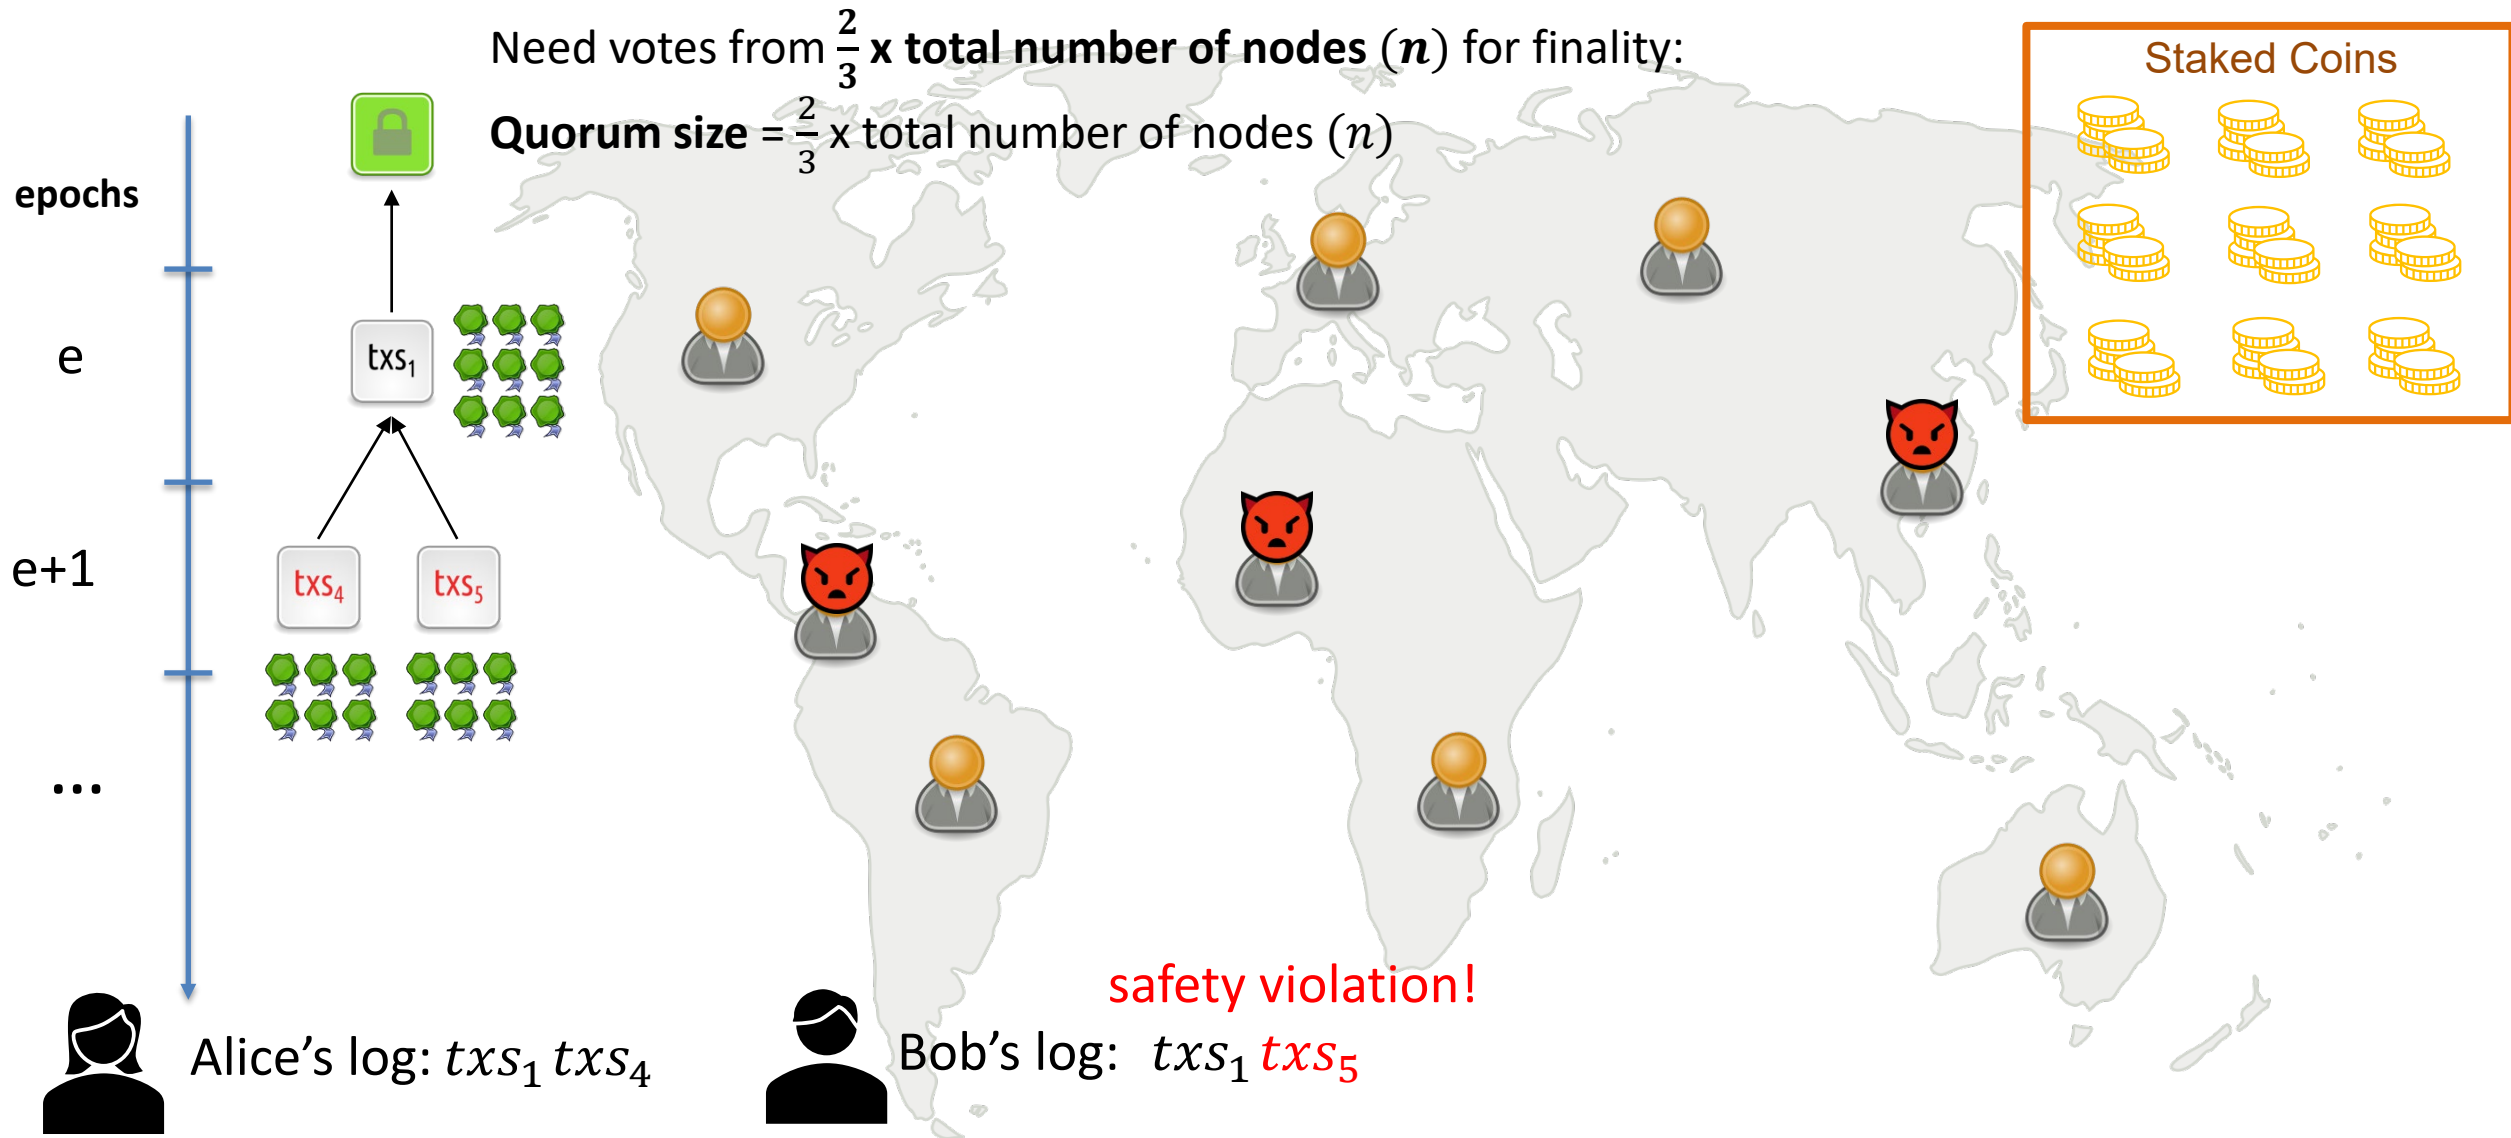 Need votes from 2/3 x total number of nodes (n) for finality:
Quorum size = 2/3 x total number of nodes (n)
Staked Coins
epochs
e
txs₁
e+1
txs₄
txs₅
...
safety violation!
Alice’s log: txs₁ txs₄
Bob’s log: txs₁ txs₅